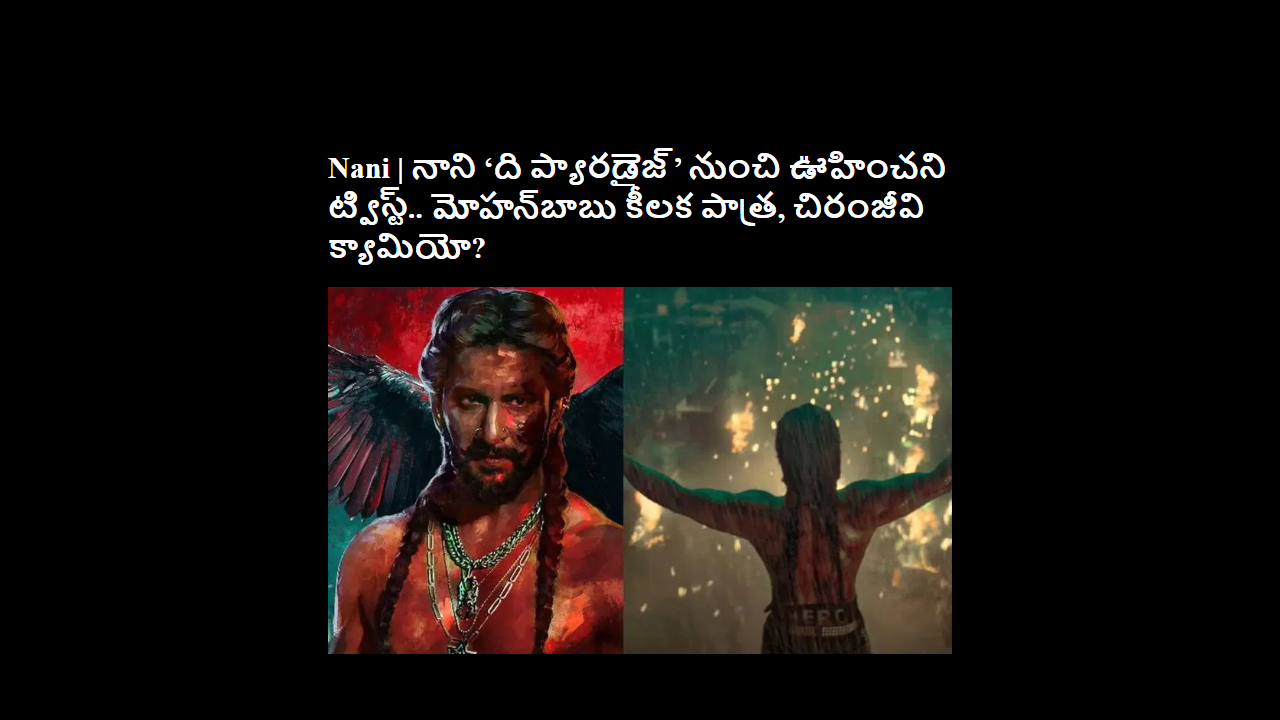 Nani | నాని ‘ది ప్యారడైజ్’ నుంచి ఊహించని
ట్విస్ట్.. మోహన్‌బాబు కీలక పాత్ర, చిరంజీవి
క్యామియో?